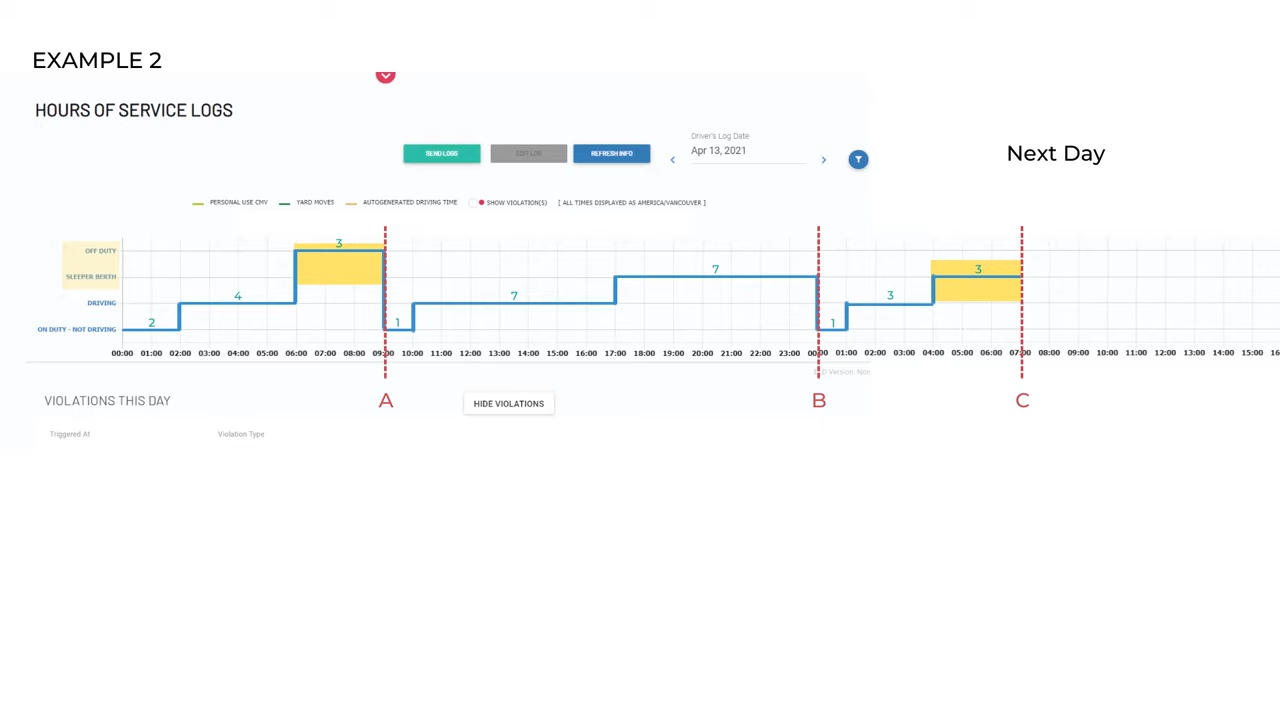 EXAMPLE 2
HOURS OF SERVICE LOGS
Driver's Log Date
SEND LOGS EDIT LOG REFRESH INFO Apr 13, 2021 Next Day
PERSONAL USE CMV YARD MOVES AUTOGENERATED DRIVING TIME SHOW VIOLATION(S) [ ALL TIMES DISPLAYED AS AMERICA/VANCOUVER ]
3
OFF DUTY
7 3
SLEEPER BERTH
4 7 3
DRIVING
2 1 1
ON DUTY - NOT DRIVING
00:00 01:00 02:00 03:00 04:00 05:00 06:00 07:00 08:00 09:00 10:00 11:00 12:00 13:00 14:00 15:00 16:00 17:00 18:00 19:00 20:00 21:00 22:00 23:00 00:00 01:00 02:00 03:00 04:00 05:00 06:00 07:00 08:00 09:00 10:00 11:00 12:00 13:00 14:00 15:00 16
D Version: Non
VIOLATIONS THIS DAY HIDE VIOLATIONS A B C
Triggered At Violation Type